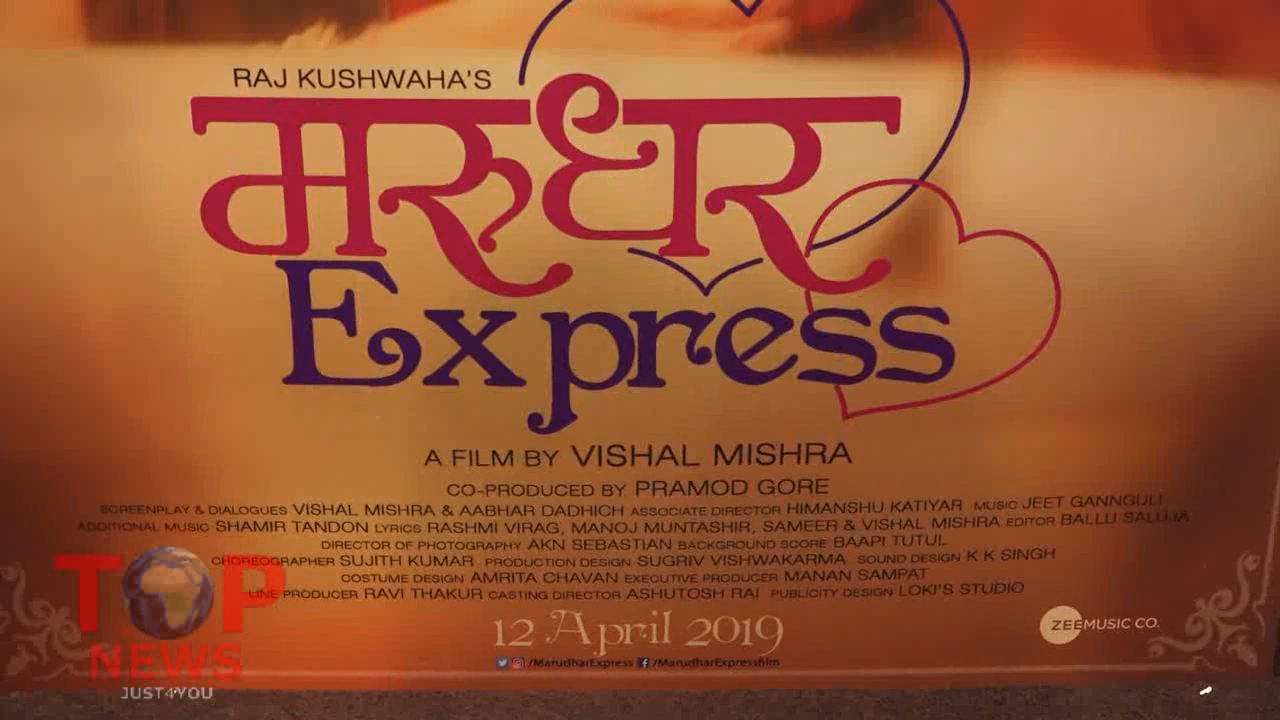 RAJ KUSHWAHA'S
मरुधर
Express
A FILM BY VISHAL MISHRA
CO-PRODUCED BY PRAMOD GORE
SCREENPLAY & DIALOGUES VISHAL MISHRA & AABHAR DADHICH ASSOCIATE DIRECTOR HIMANSHU KATIYAR MUSIC JEET GANNGULI
ADDITIONAL MUSIC SHAMIR TANDON LYRICS RASHMI VIRAG, MANOJ MUNTASHIR, SAMEER & VISHAL MISHRA EDITOR BALLU SALUJA
DIRECTOR OF PHOTOGRAPHY AKN SEBASTIAN BACKGROUND SCORE BAAPI TUTUL
CHOREOGRAPHER SUJITH KUMAR PRODUCTION DESIGN SUGRIV VISHWAKARMA SOUND DESIGN K K SINGH
COSTUME DESIGN AMRITA CHAVAN EXECUTIVE PRODUCER MANAN SAMPAT
LINE PRODUCER RAVI THAKUR CASTING DIRECTOR ASHUTOSH RAI PUBLICITY DESIGN LOKI'S STUDIO
12 April 2019
ZEE MUSIC CO.
/MarudharExpress /MarudharExpressfilm
TOP
NEWS
JUST4YOU